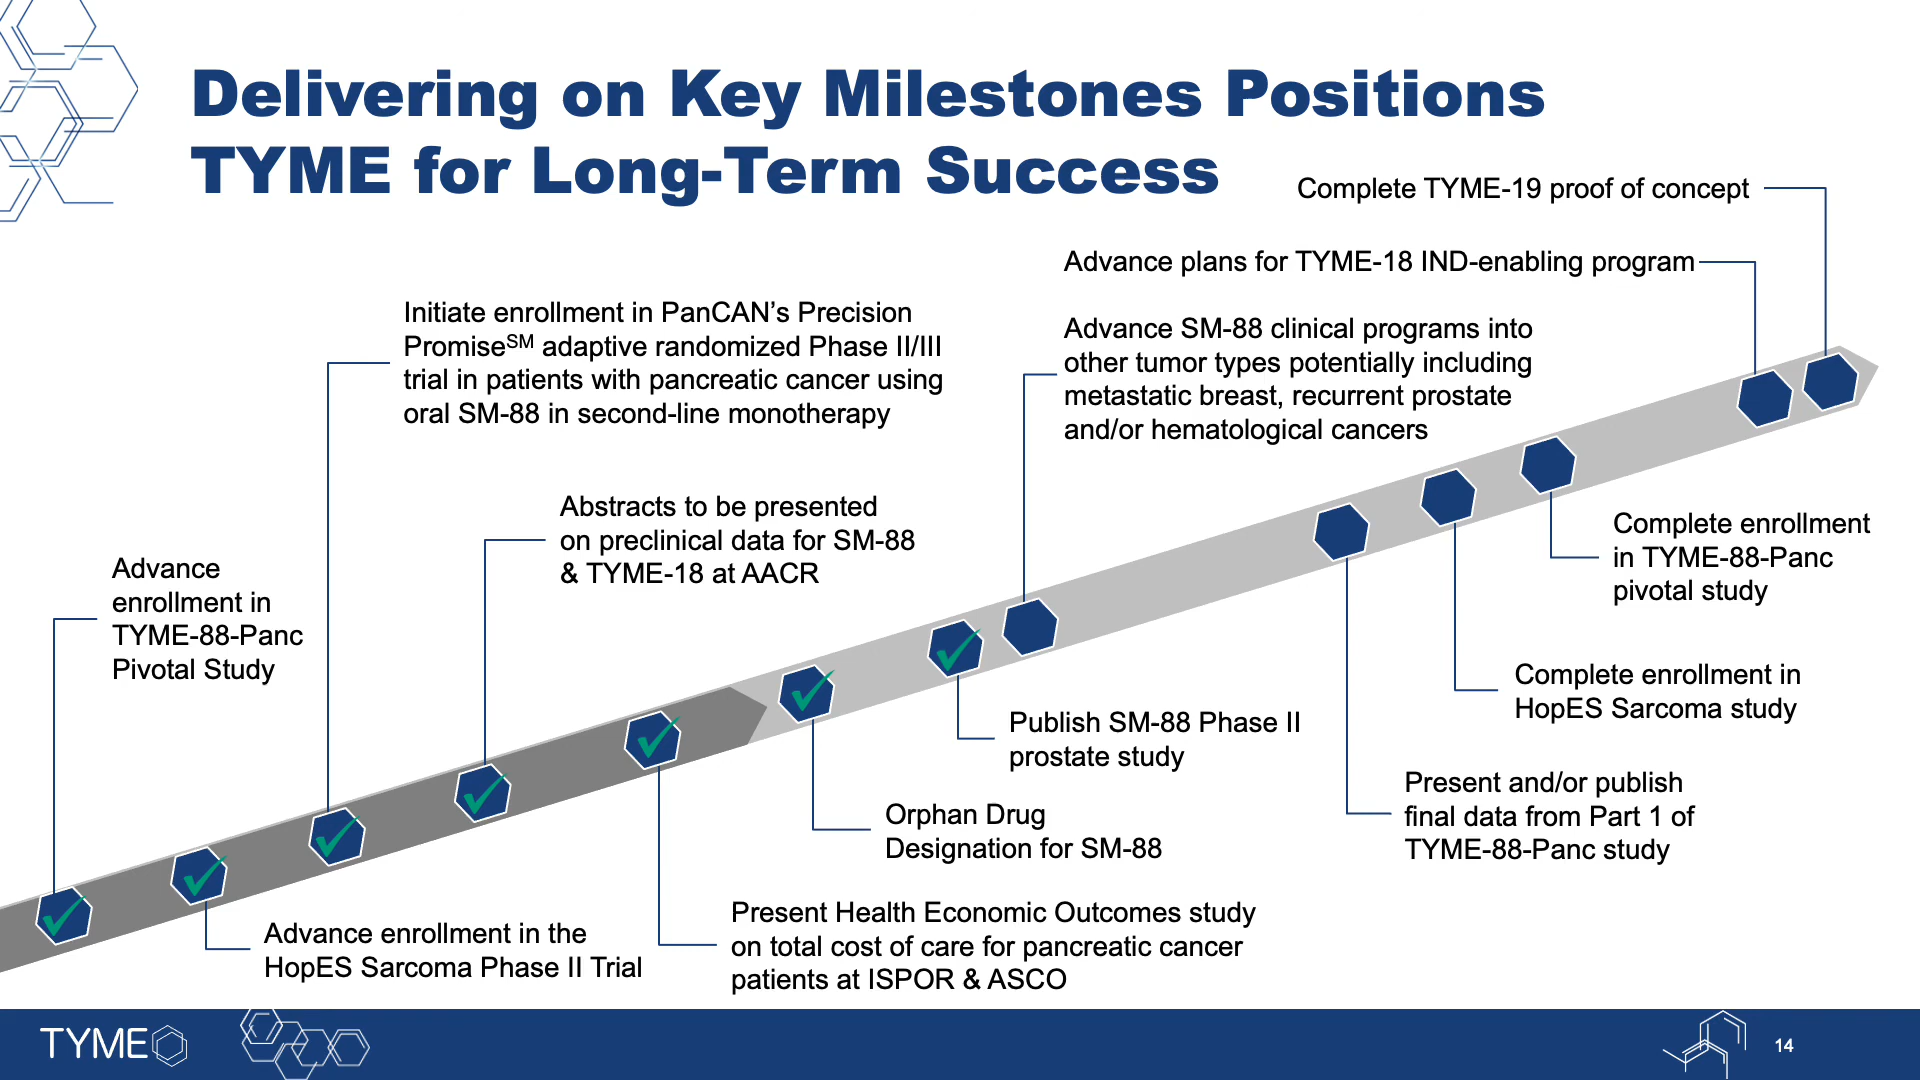 Delivering on Key Milestones Positions
TYME for Long-Term Success
Complete TYME-19 proof of concept
Advance plans for TYME-18 IND-enabling program
Initiate enrollment in PanCAN’s Precision
Promise℠ adaptive randomized Phase II/III
trial in patients with pancreatic cancer using
oral SM-88 in second-line monotherapy
Advance SM-88 clinical programs into
other tumor types potentially including
metastatic breast, recurrent prostate
and/or hematological cancers
Abstracts to be presented
on preclinical data for SM-88
& TYME-18 at AACR
Advance
enrollment in
TYME-88-Panc
Pivotal Study
Complete enrollment
in TYME-88-Panc
pivotal study
Complete enrollment in
HopES Sarcoma study
Publish SM-88 Phase II
prostate study
Present and/or publish
final data from Part 1 of
TYME-88-Panc study
Orphan Drug
Designation for SM-88
Present Health Economic Outcomes study
on total cost of care for pancreatic cancer
patients at ISPOR & ASCO
Advance enrollment in the
HopES Sarcoma Phase II Trial
TYME
14